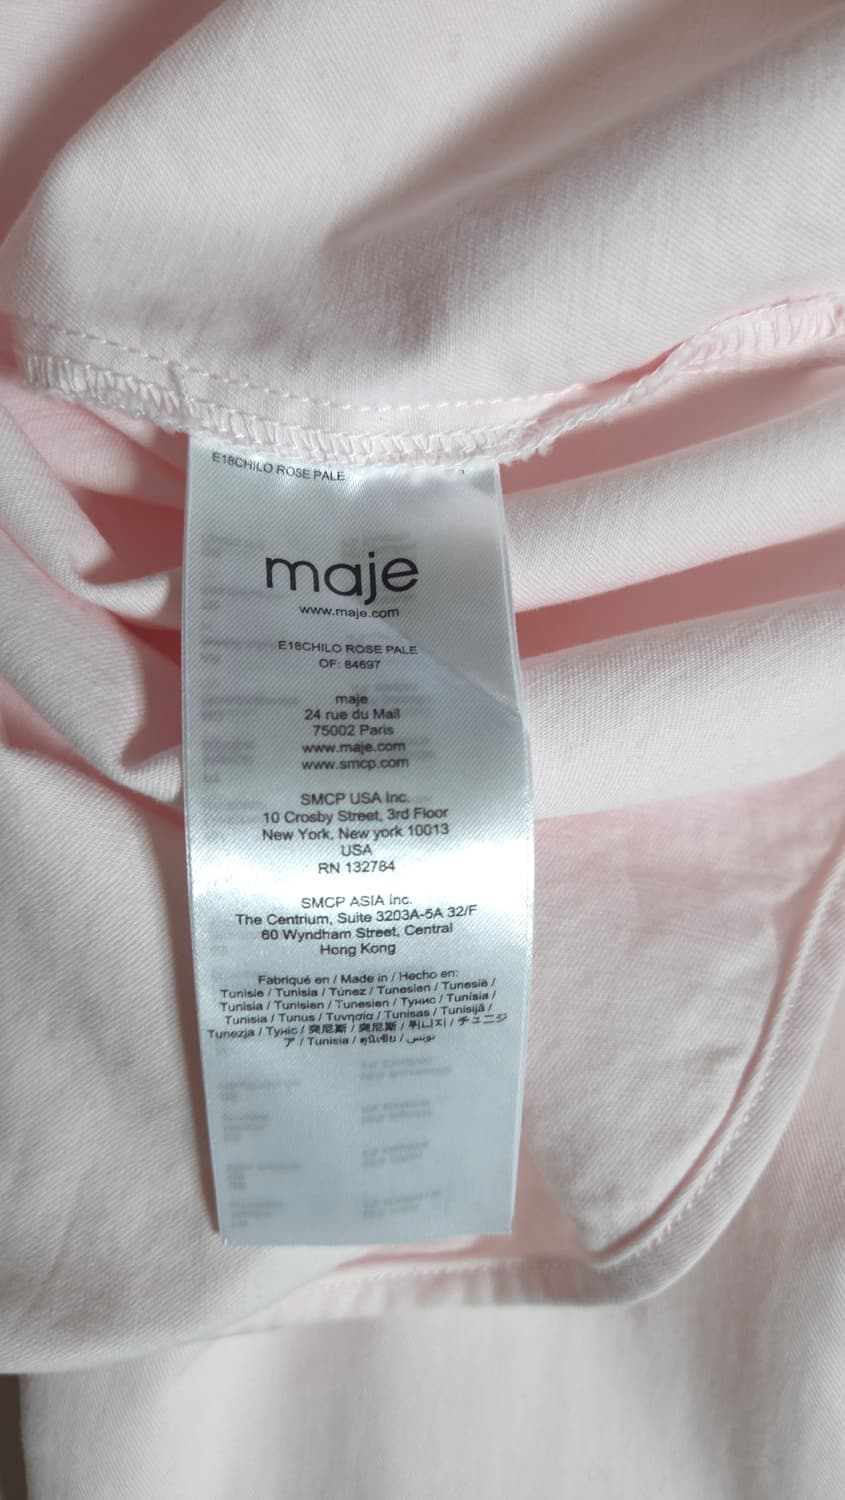 E18CHILO ROSE PALE
maje
www.maje.com
E18CHILO ROSE PALE
OF: 84697
maje
24 rue du Mail
75002 Paris
www.maje.com
www.smcp.com
SMCP USA Inc.
10 Crosby Street, 3rd Floor
New York, New york 10013
USA
RN 132784
SMCP ASIA Inc.
The Centrium, Suite 3203A-5A 32/F
60 Wyndham Street, Central
Hong Kong
Fabriqué en / Made in / Hecho en:
Tunisie / Tunisia / Túnez / Tunesien / Tunesië /
Tunisia / Tunisien / Tunesien / Тунис / Tunísia /
Tunisia / Tunus / Τυνησία / Tunisas / Tunisijā /
Tunezja / Туніс / 突尼斯 / 突尼斯 / 튀니지 / チュニジ
ア / Tunisia / ตูนิเซีย / تونس